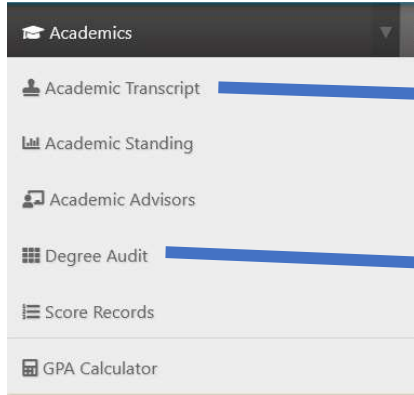 Academics
Academic Transcript
Academic Standing
Academic Advisors
Degree Audit
Score Records
GPA Calculator